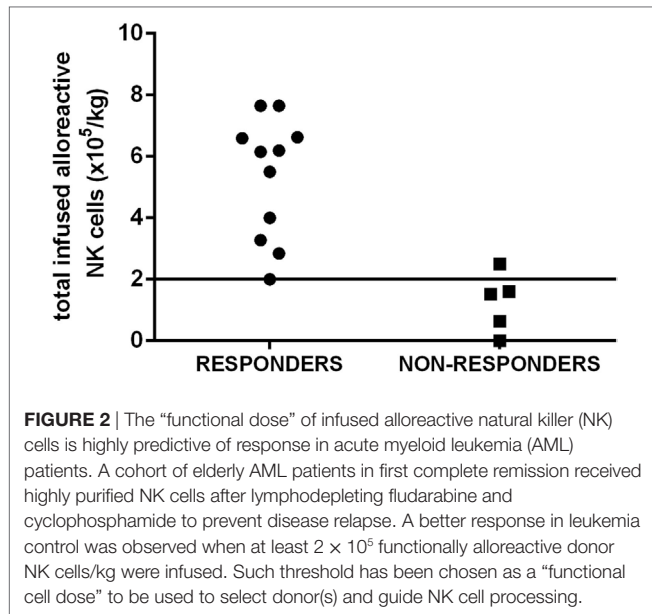 10
8
6
4
2
0
total infused alloreactive
NK cells (x10⁵/kg)
RESPONDERS NON-RESPONDERS
FIGURE 2 | The “functional dose” of infused alloreactive natural killer (NK)
cells is highly predictive of response in acute myeloid leukemia (AML)
patients. A cohort of elderly AML patients in first complete remission received
highly purified NK cells after lymphodepleting fludarabine and
cyclophosphamide to prevent disease relapse. A better response in leukemia
control was observed when at least 2 × 10⁵ functionally alloreactive donor
NK cells/kg were infused. Such threshold has been chosen as a “functional
cell dose” to be used to select donor(s) and guide NK cell processing.